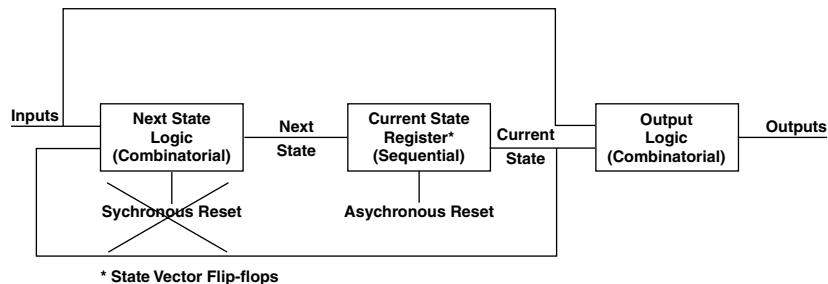 Inputs
Next State
Logic
(Combinatorial)
Next
State
Current State
Register*
(Sequential)
Current
State
Output
Logic
(Combinatorial)
Outputs
Sychronous Reset
Asychronous Reset
* State Vector Flip-flops